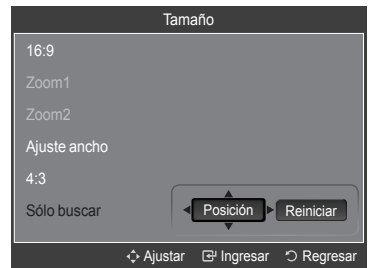 Tamaño
16:9
Zoom1
Zoom2
Ajuste ancho
4:3
Sólo buscar
Posición Reiniciar
Ajustar Ingresar Regresar